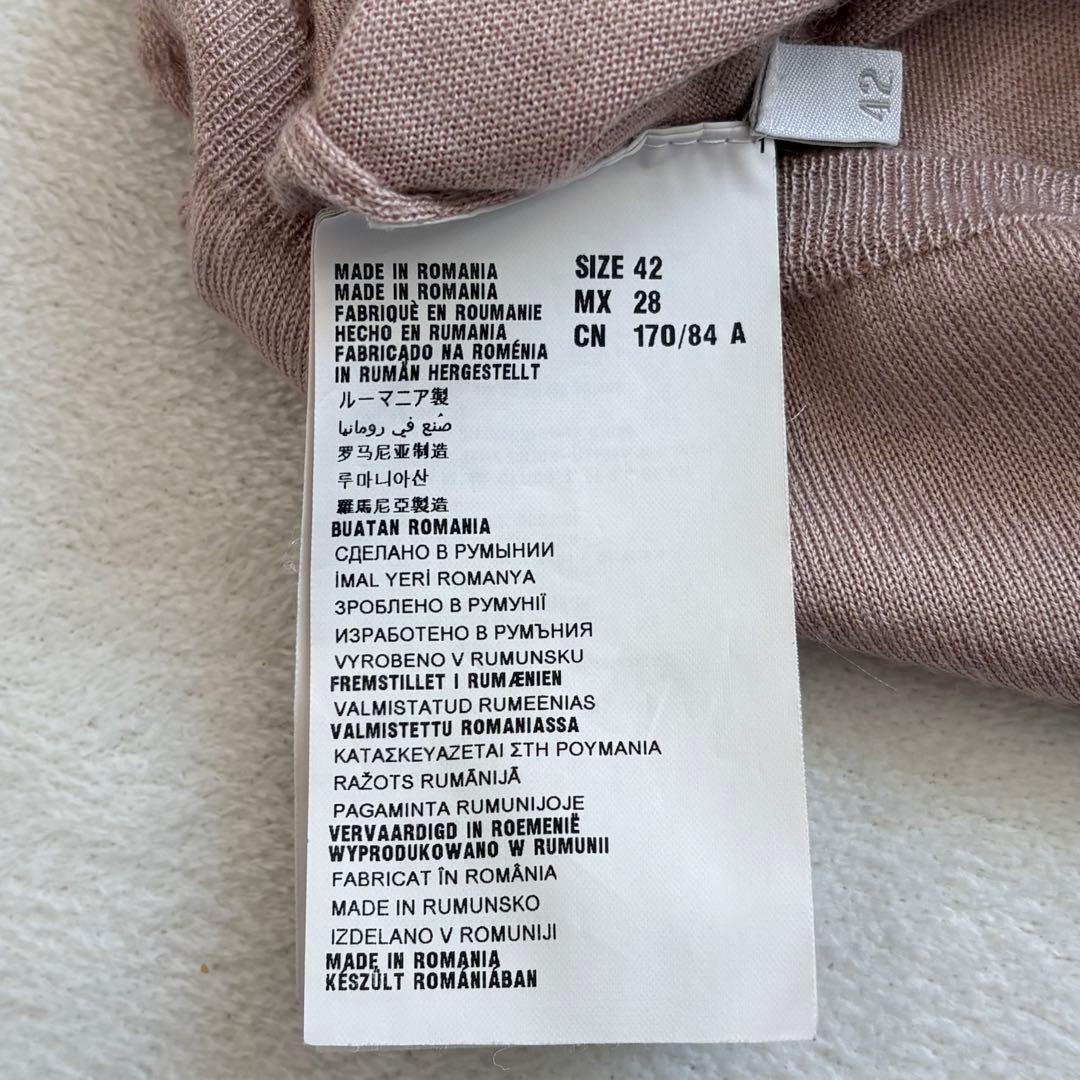 42
MADE IN ROMANIA
MADE IN ROMANIA
FABRIQUÈ EN ROUMANIE
HECHO EN RUMANIA
FABRICADO NA ROMÉNIA
IN RUMÄN HERGESTELLT
ルーマニア製
صنع في رومانيا
罗马尼亚制造
루마니아산
羅馬尼亞製造
BUATAN ROMANIA
СДЕЛАНО В РУМЫНИИ
İMAL YERİ ROMANYA
ЗРОБЛЕНО В РУМУНІЇ
ИЗРАБОТЕНО В РУМЪНИЯ
VYROBENO V RUMUNSKU
FREMSTILLET I RUMÆNIEN
VALMISTATUD RUMEENIAS
VALMISTETTU ROMANIASSA
ΚΑΤΑΣΚΕΥΑΖΕΤΑΙ ΣΤΗ ΡΟΥΜΑΝΙΑ
RAŽOTS RUMĀNIJĀ
PAGAMINTA RUMUNIJOJE
VERVAARDIGD IN ROEMENIË
WYPRODUKOWANO W RUMUNII
FABRICAT ÎN ROMÂNIA
MADE IN RUMUNSKO
IZDELANO V ROMUNIJI
MADE IN ROMANIA
KÉSZÜLT ROMÁNIÁBAN
SIZE 42
MX 28
CN 170/84 A